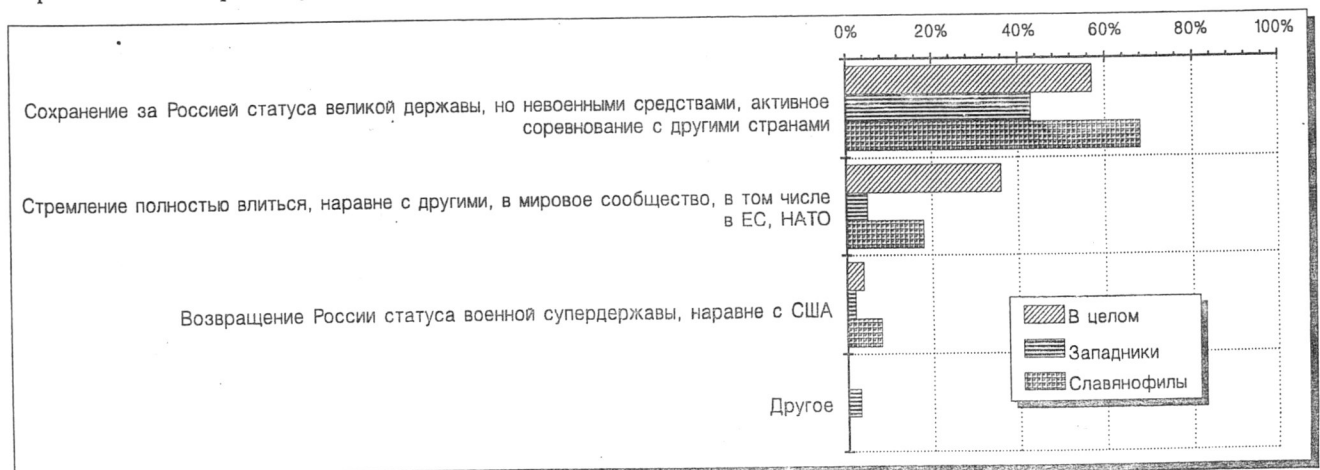 0% 20% 40% 60% 80% 100%
Сохранение за Россией статуса великой державы, но невоенными средствами, активное
соревнование с другими странами
Стремление полностью влиться, наравне с другими, в мировое сообщество, в том числе
в ЕС, НАТО
Возвращение России статуса военной супердержавы, наравне с США
Другое
В целом
Западники
Славянофилы